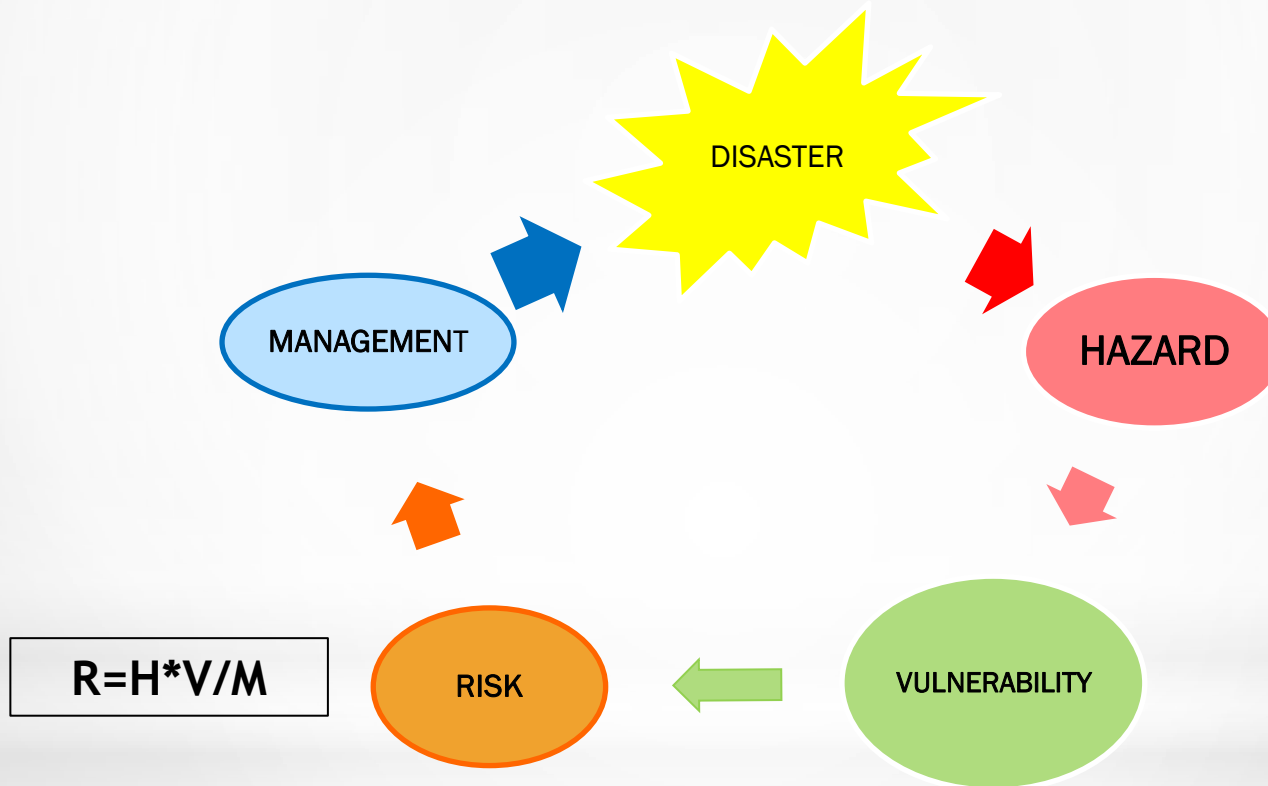 DISASTER
MANAGEMENT
HAZARD
R=H*V/M
RISK
VULNERABILITY